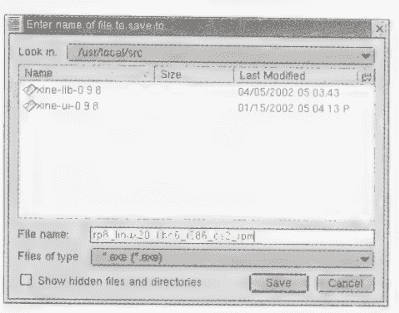 Enter name of file to save to:
Look in: /usr/local/src
Name Size Last Modified
xine-lib-0 9 8 04/05/2002 05 03.43
xine-ui-0 9 8 01/15/2002 05 04 13 P
File name: rp8_linux20_libc6_i386_cs2_rpm
Files of type *.exe (*.exe)
Show hidden files and directories
Save Cancel